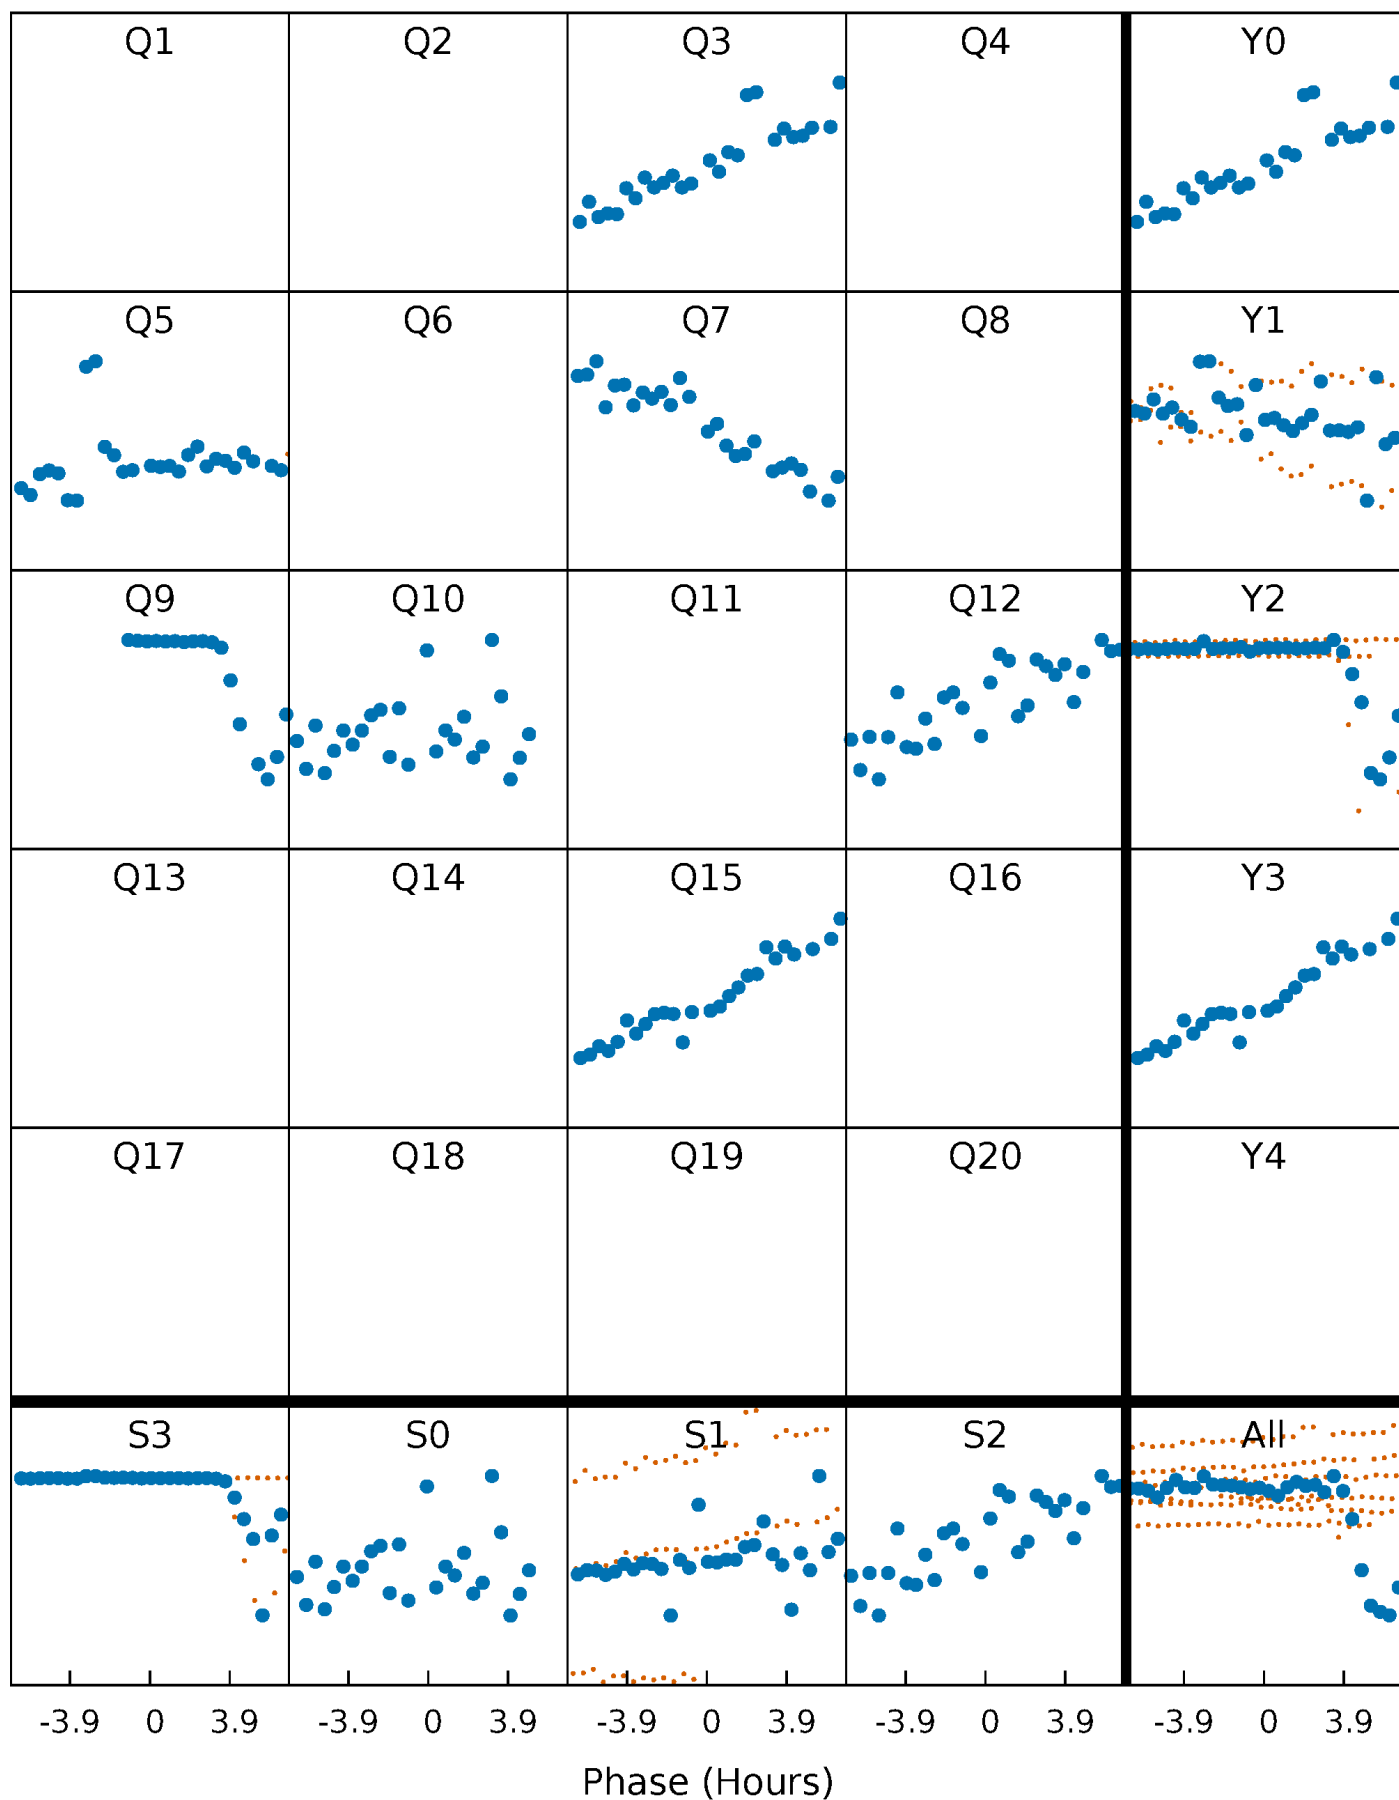 Q1 Q2 Q3 Q4 Y0
Q5 Q6 Q7 Q8 Y1
Q9 Q10 Q11 Q12 Y2
Q13 Q14 Q15 Q16 Y3
Q17 Q18 Q19 Q20 Y4
S3 S0 S1 S2 All
-3.9 0 3.9 -3.9 0 3.9 -3.9 0 3.9 -3.9 0 3.9 -3.9 0 3.9
Phase (Hours)